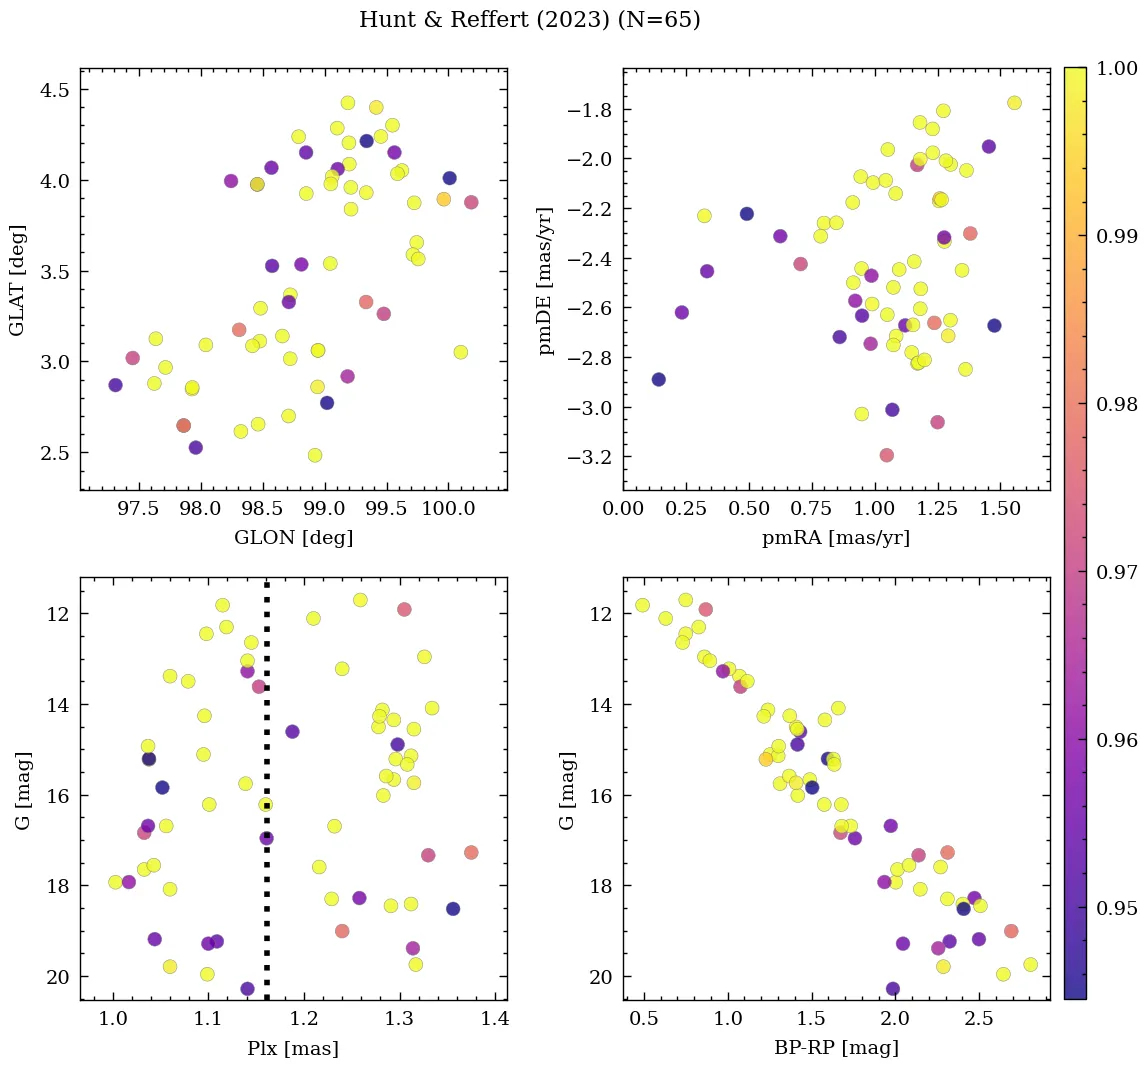 Hunt & Reffert (2023) (N=65)
4.5
4.0
3.5
3.0
2.5
GLAT [deg]
97.5 98.0 98.5 99.0 99.5 100.0
GLON [deg]
−1.8
−2.0
−2.2
−2.4
−2.6
−2.8
−3.0
−3.2
pmDE [mas/yr]
0.00 0.25 0.50 0.75 1.00 1.25 1.50
pmRA [mas/yr]
12
14
16
18
20
G [mag]
1.0 1.1 1.2 1.3 1.4
Plx [mas]
12
14
16
18
20
G [mag]
0.5 1.0 1.5 2.0 2.5
BP-RP [mag]
1.00
0.99
0.98
0.97
0.96
0.95